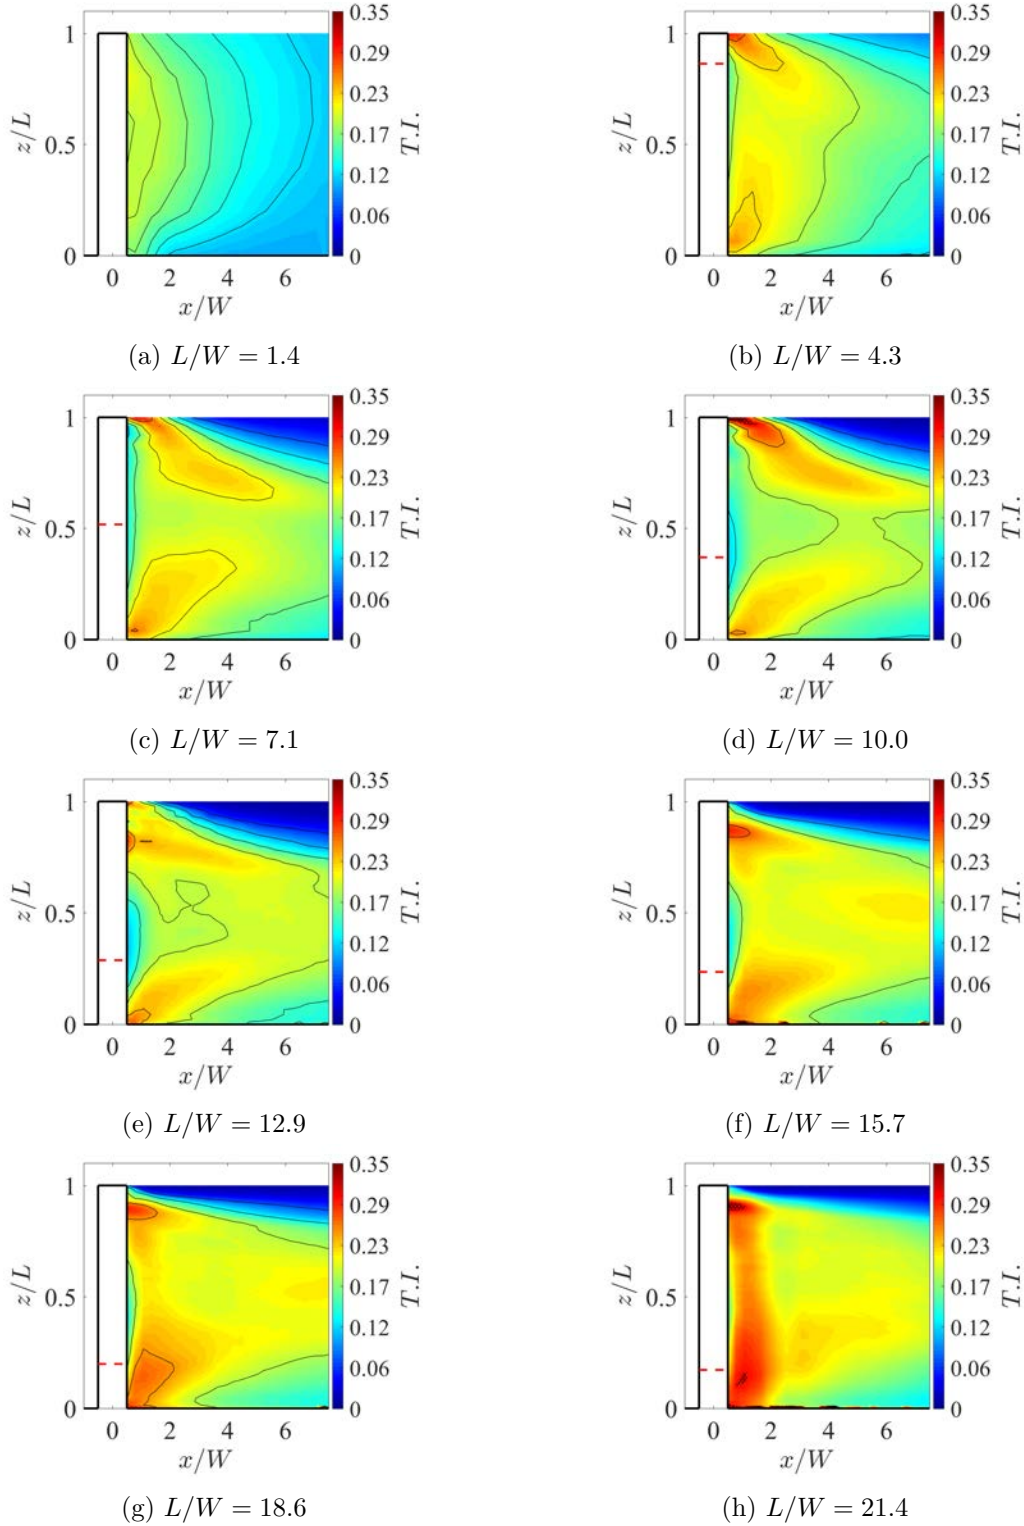 1
0.5
0
z/L
0 2 4 6
x/W
0.35
0.29
0.23
0.17
0.12
0.06
0
T.I.
(a) L/W = 1.4
1
0.5
0
z/L
0 2 4 6
x/W
0.35
0.29
0.23
0.17
0.12
0.06
0
T.I.
(b) L/W = 4.3
1
0.5
0
z/L
0 2 4 6
x/W
0.35
0.29
0.23
0.17
0.12
0.06
0
T.I.
(c) L/W = 7.1
1
0.5
0
z/L
0 2 4 6
x/W
0.35
0.29
0.23
0.17
0.12
0.06
0
T.I.
(d) L/W = 10.0
1
0.5
0
z/L
0 2 4 6
x/W
0.35
0.29
0.23
0.17
0.12
0.06
0
T.I.
(e) L/W = 12.9
1
0.5
0
z/L
0 2 4 6
x/W
0.35
0.29
0.23
0.17
0.12
0.06
0
T.I.
(f) L/W = 15.7
1
0.5
0
z/L
0 2 4 6
x/W
0.35
0.29
0.23
0.17
0.12
0.06
0
T.I.
(g) L/W = 18.6
1
0.5
0
z/L
0 2 4 6
x/W
0.35
0.29
0.23
0.17
0.12
0.06
0
T.I.
(h) L/W = 21.4